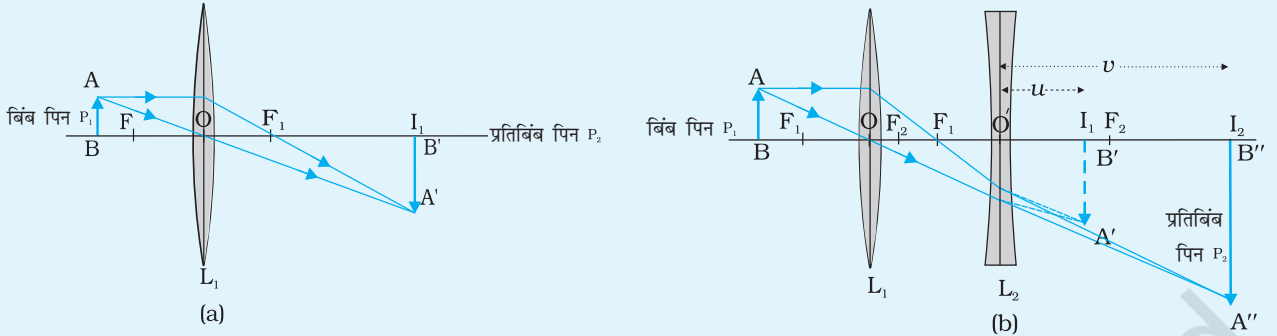 A
बिंब पिन P₁
F
O
F₁
I₁
प्रतिबिंब पिन P₂
B
B'
A'
L₁
(a)
v
u
A
बिंब पिन P₁
F₁
O
F₂
F₁
O'
I₁
F₂
I₂
B
B'
B''
A'
प्रतिबिंब
पिन P₂
A''
L₁
L₂
(b)